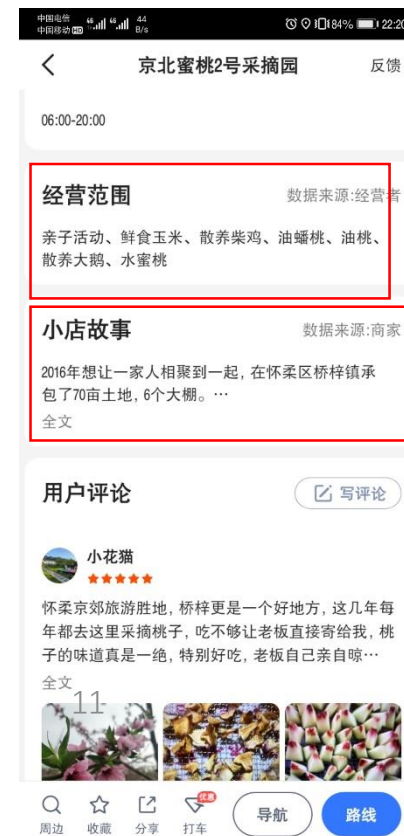 中国电信 46 46 44
中国移动 HD B/s 84% 22:20
京北蜜桃2号采摘园 反馈
06:00-20:00
经营范围 数据来源:经营者
亲子活动、鲜食玉米、散养柴鸡、油蟠桃、油桃、
散养大鹅、水蜜桃
小店故事 数据来源:商家
2016年想让一家人相聚到一起, 在怀柔区桥梓镇承
包了70亩土地, 6个大棚。…
全文
用户评论 写评论
小花猫
怀柔京郊旅游胜地, 桥梓更是一个好地方, 这几年每
年都去这里采摘桃子, 吃不够让老板直接寄给我, 桃
子的味道真是一绝, 特别好吃, 老板自己亲自晾…
全文
11
优惠
周边 收藏 分享 打车 导航 路线